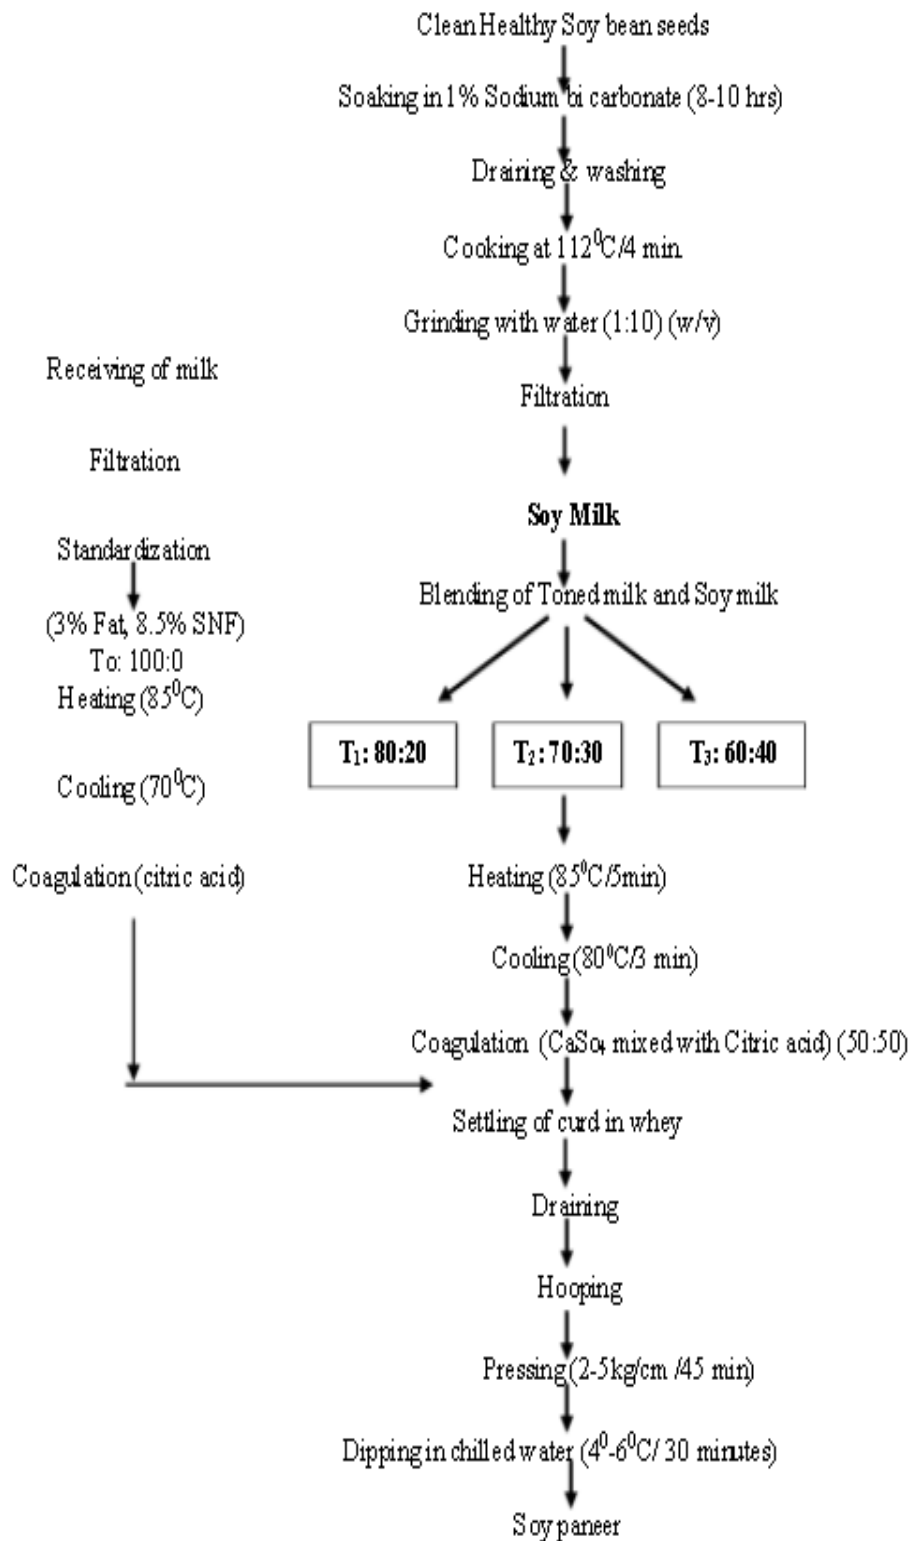 Clean Healthy Soy bean seeds
Soaking in 1% Sodium bi carbonate (8-10 hrs)
Draining & washing
Cooking at 112⁰C/4 min.
Grinding with water (1:10) (w/v)
Filtration
Soy Milk
Blending of Toned milk and Soy milk
Receiving of milk
Filtration
Standardization
(3% Fat, 8.5% SNF)
To: 100:0
Heating (85⁰C)
Cooling (70⁰C)
Coagulation (citric acid)
T₁: 80:20
T₂: 70:30
T₃: 60:40
Heating (85⁰C/5min)
Cooling (80⁰C/3 min)
Coagulation (CaSo₄ mixed with Citric acid) (50:50)
Settling of curd in whey
Draining
Hooping
Pressing (2-5kg/cm /45 min)
Dipping in chilled water (4⁰-6⁰C/ 30 minutes)
Soy paneer